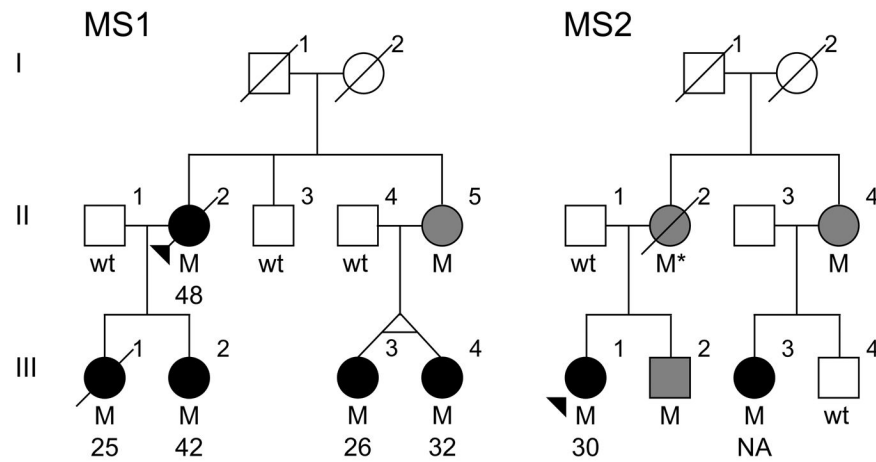 MS1 MS2
I 1 2 1 2
II 1 2 3 4 5 1 2 3 4
wt M wt wt M wt M* M
48
III 1 2 3 4 1 2 3 4
M M M M M M M wt
25 42 26 32 30 NA